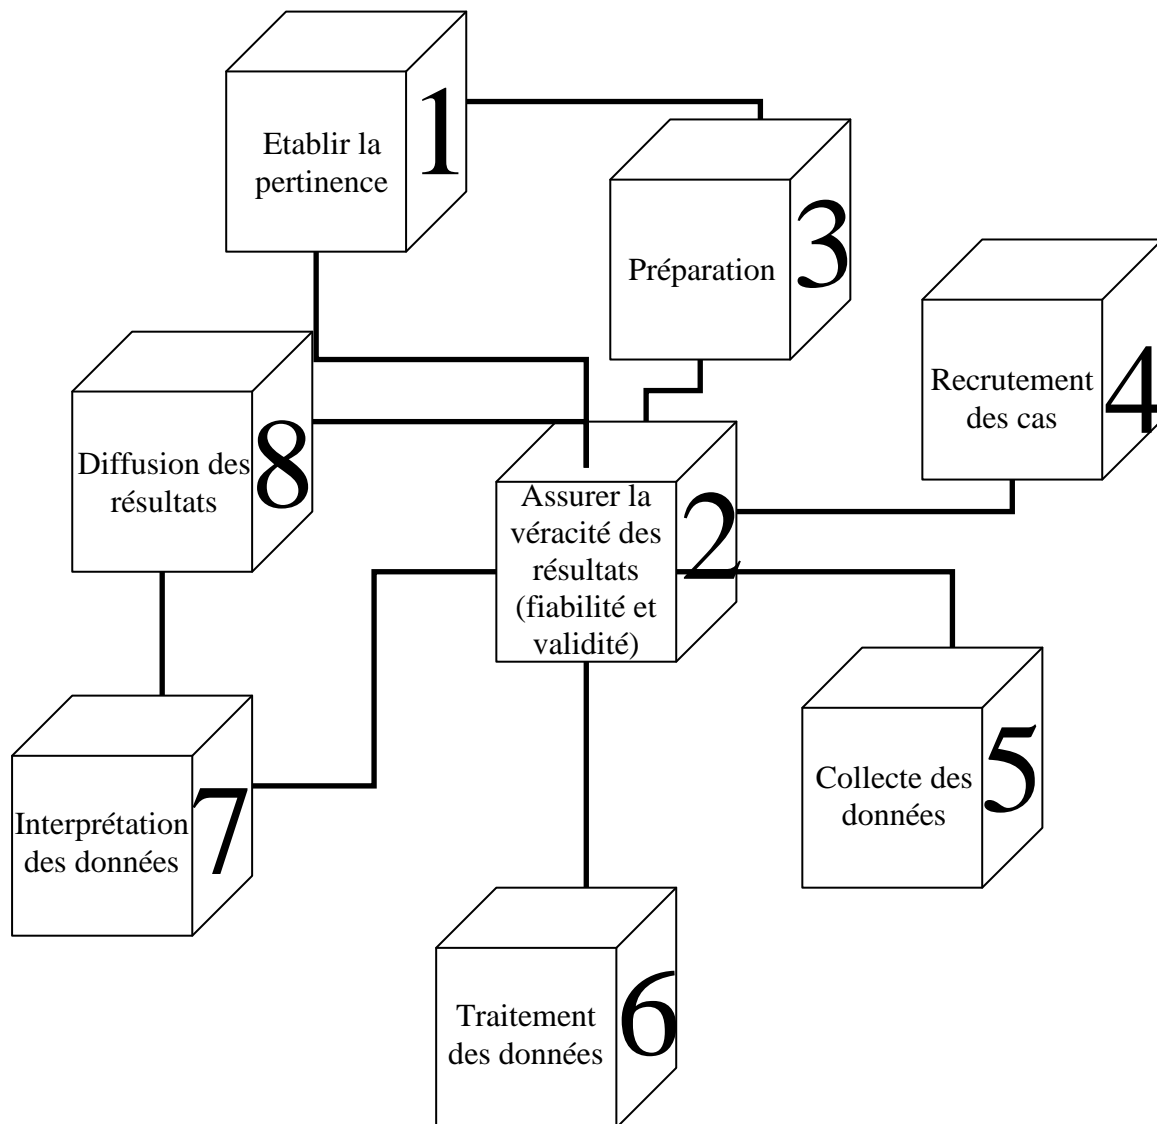 Etablir la
pertinence
1
Préparation
3
Recrutement
des cas
4
Diffusion des
résultats
8
Assurer la
véracité des
résultats
(fiabilité et
validité)
2
Collecte des
données
5
Interprétation
des données
7
Traitement
des données
6